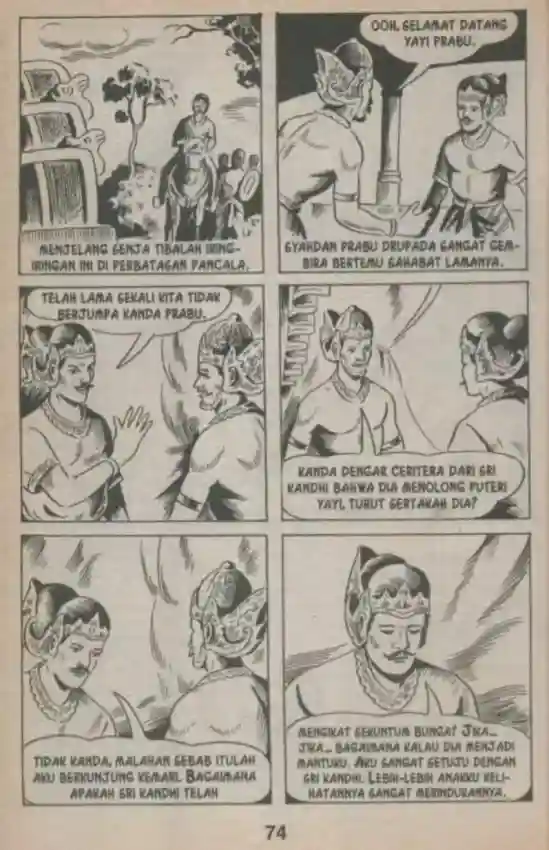 MENJELANG SENJA TIBALAH IRING-
IRINGAN INI DI PERBATASAN PANCALA.
OOH, SELAMAT DATANG
YAYI PRABU.
SYAHDAN PRABU DRUPADA SANGAT GEM-
BIRA BERTEMU SAHABAT LAMANYA.
TELAH LAMA SEKALI KITA TIDAK
BERJUMPA KANDA PRABU.
KANDA DENGAR CERITERA DARI SRI
KANDHI BAHWA DIA MENOLONG PUTERI
YAYI, TURUT SERTAKAH DIA?
TIDAK KANDA, MALAHAN SEBAB ITULAH
AKU BERKUNJUNG KEMARI. BAGAIMANA
APAKAH SRI KANDHI TELAH
MENGIKAT SEKUNTUM BUNGA? JIKA...
JIKA... BAGAIMANA KALAU DIA MENJADI
MANTUKU. AKU SANGAT SETUJU DENGAN
SRI KANDHI. LEBIH-LEBIH ANAKKU KELI-
HATANNYA SANGAT MERINDUKANNYA.
74